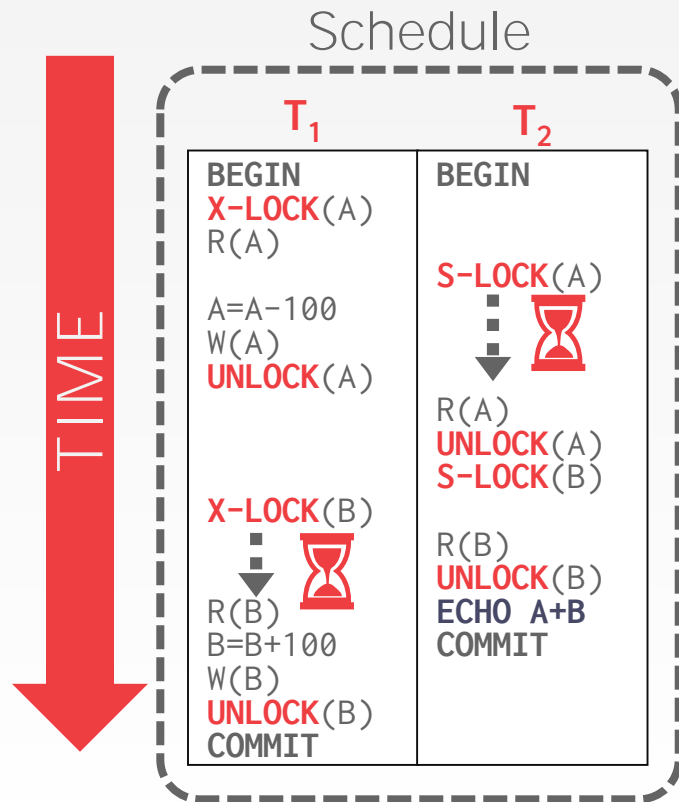 Schedule
TIME
T1
BEGIN
X-LOCK(A)
R(A)
A=A-100
W(A)
UNLOCK(A)
X-LOCK(B)
R(B)
B=B+100
W(B)
UNLOCK(B)
COMMIT
T2
BEGIN
S-LOCK(A)
R(A)
UNLOCK(A)
S-LOCK(B)
R(B)
UNLOCK(B)
ECHO A+B
COMMIT